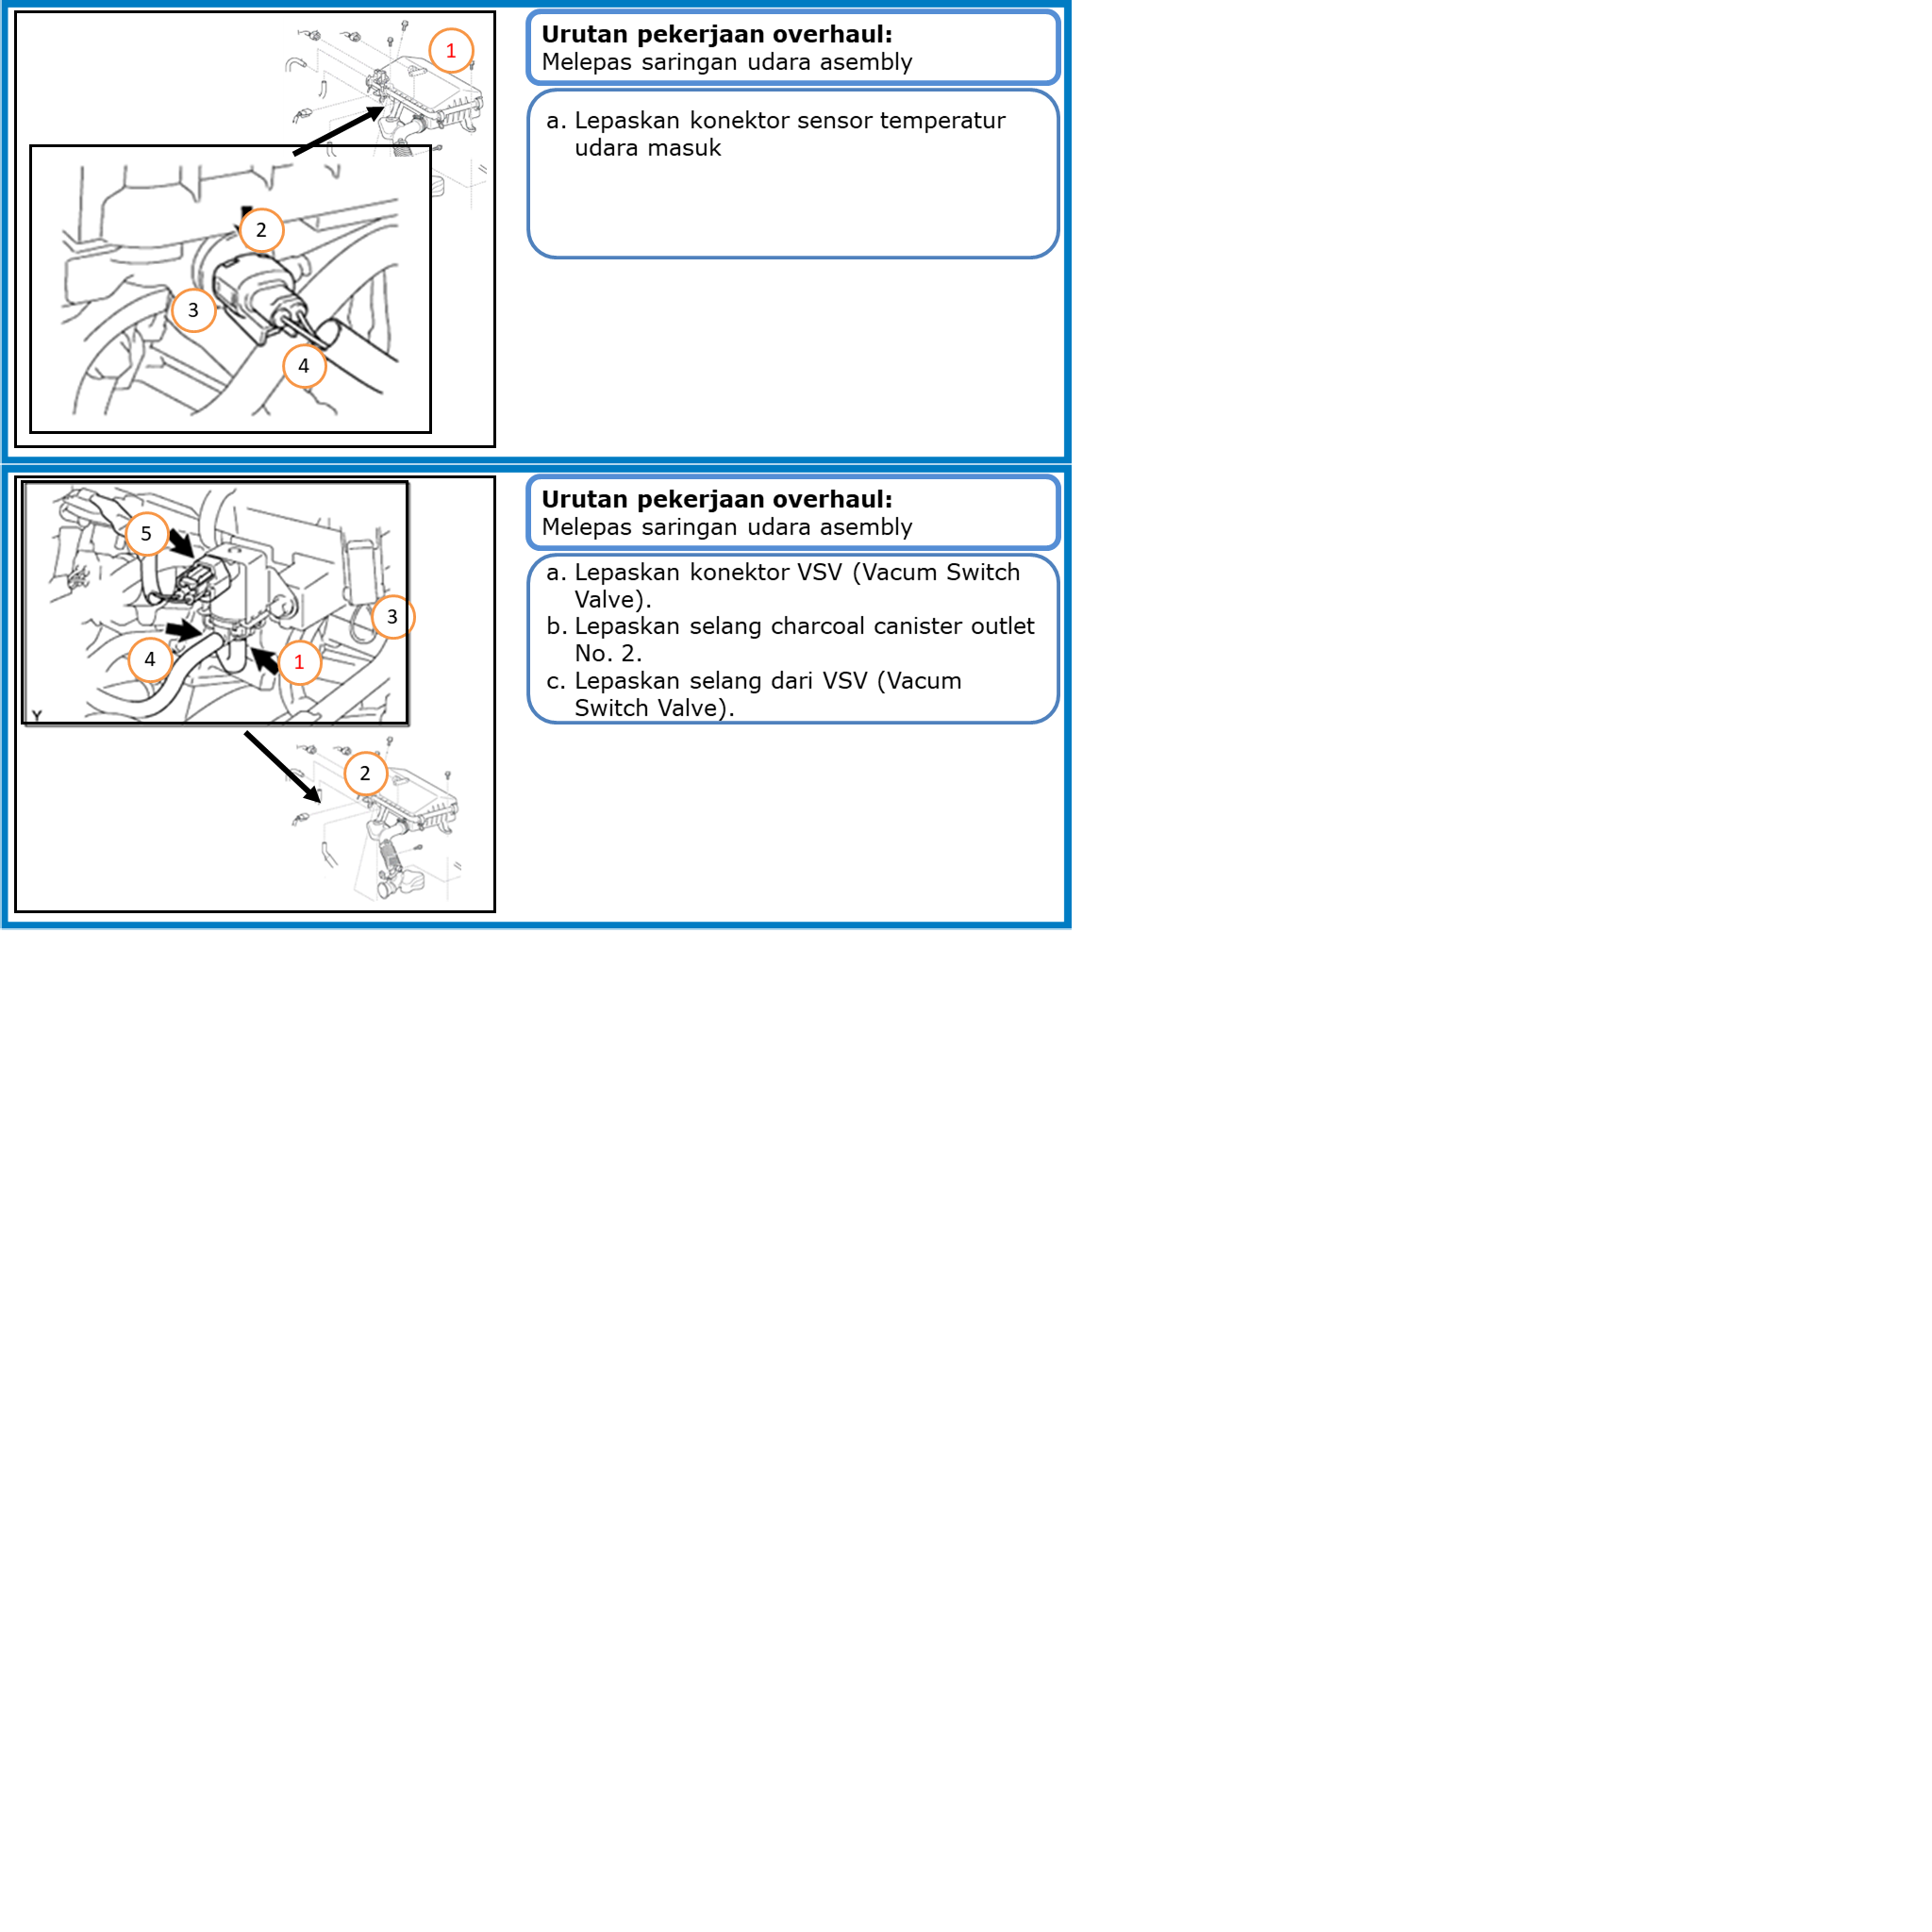 1
2
3
4
Urutan pekerjaan overhaul:
Melepas saringan udara asembly
a. Lepaskan konektor sensor temperatur
udara masuk
5
3
4
1
Y
2
Urutan pekerjaan overhaul:
Melepas saringan udara asembly
a. Lepaskan konektor VSV (Vacum Switch
Valve).
b. Lepaskan selang charcoal canister outlet
No. 2.
c. Lepaskan selang dari VSV (Vacum
Switch Valve).